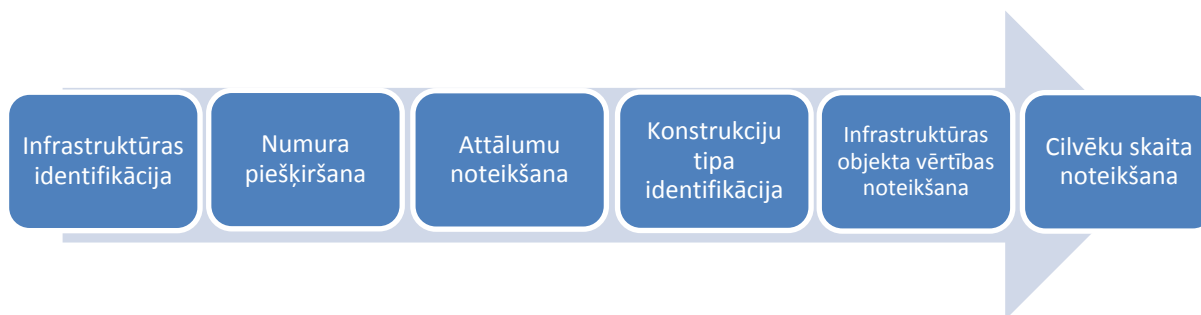 Infrastruktūras
identifikācija
Numura
piešķiršana
Attālumu
noteikšana
Konstrukciju
tipa
identifikācija
Infrastruktūras
objekta vērtības
noteikšana
Cilvēku skaita
noteikšana